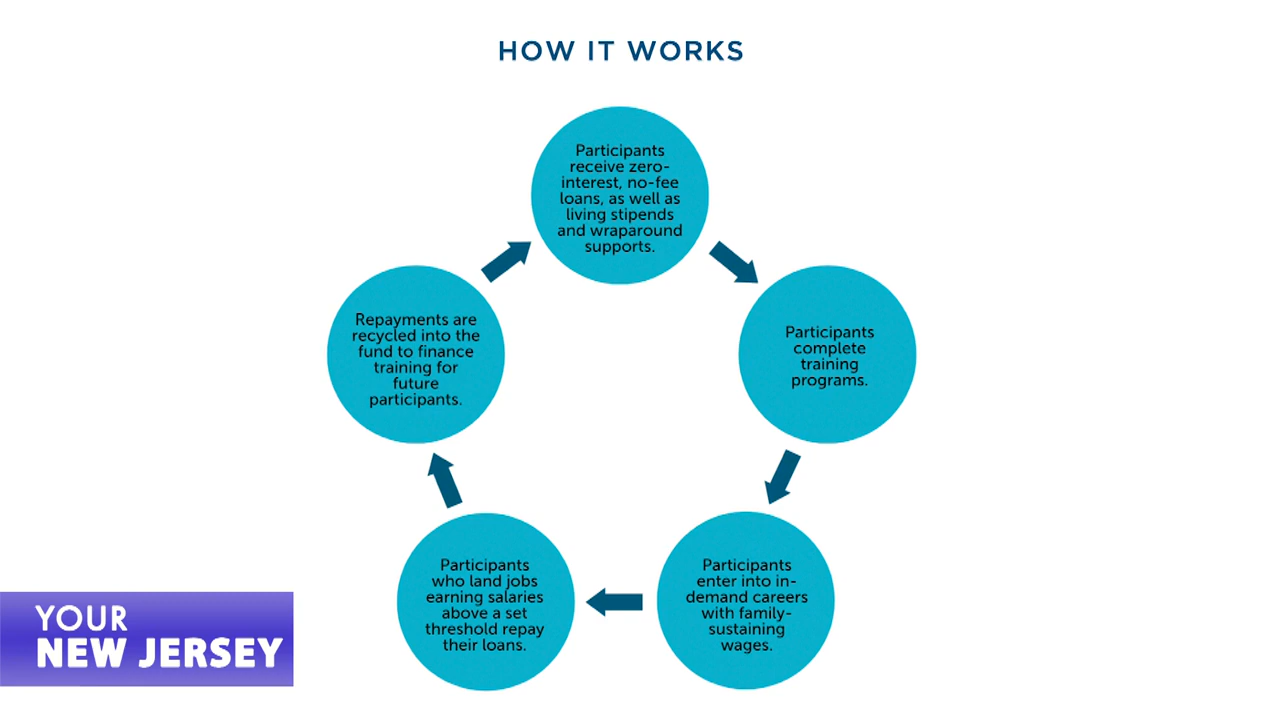 HOW IT WORKS
Participants
receive zero-
interest, no-fee
loans, as well as
living stipends
and wraparound
supports.
Participants
complete
training
programs.
Participants
enter into in-
demand careers
with family-
sustaining
wages.
Participants
who land jobs
earning salaries
above a set
threshold repay
their loans.
Repayments are
recycled into the
fund to finance
training for
future
participants.
YOUR
NEW JERSEY